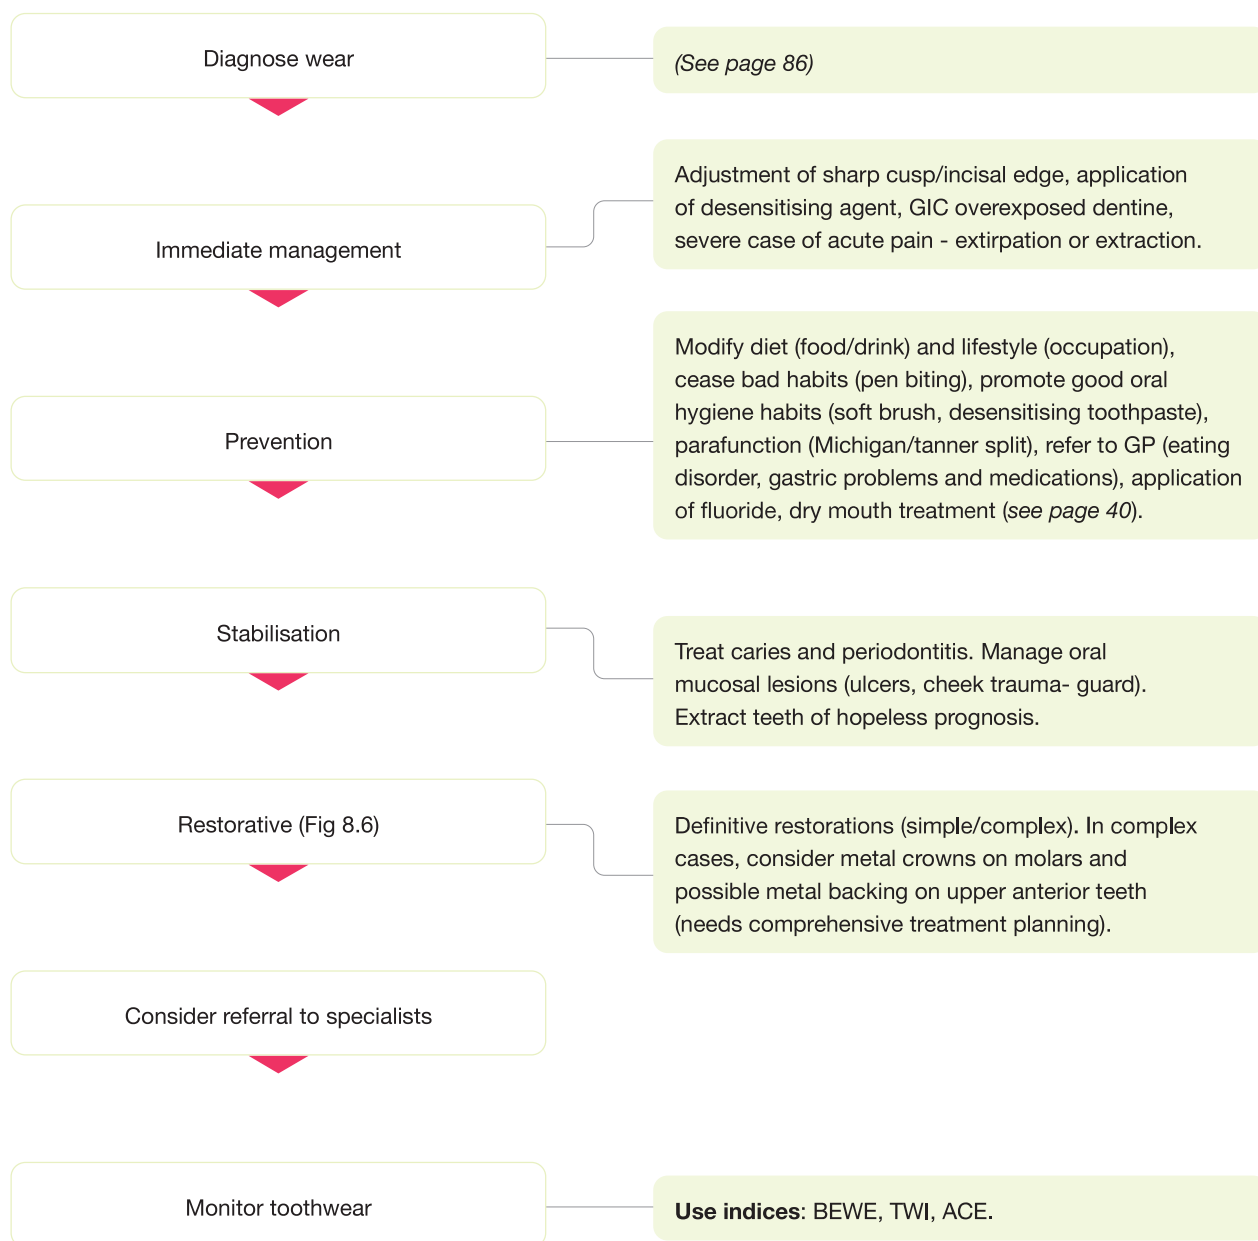 Diagnose wear
(See page 86)
Immediate management
Adjustment of sharp cusp/incisal edge, application
of desensitising agent, GIC overexposed dentine,
severe case of acute pain - extirpation or extraction.
Prevention
Modify diet (food/drink) and lifestyle (occupation),
cease bad habits (pen biting), promote good oral
hygiene habits (soft brush, desensitising toothpaste),
parafunction (Michigan/tanner split), refer to GP (eating
disorder, gastric problems and medications), application
of fluoride, dry mouth treatment (see page 40).
Stabilisation
Treat caries and periodontitis. Manage oral
mucosal lesions (ulcers, cheek trauma- guard).
Extract teeth of hopeless prognosis.
Restorative (Fig 8.6)
Definitive restorations (simple/complex). In complex
cases, consider metal crowns on molars and
possible metal backing on upper anterior teeth
(needs comprehensive treatment planning).
Consider referral to specialists
Monitor toothwear
Use indices: BEWE, TWI, ACE.